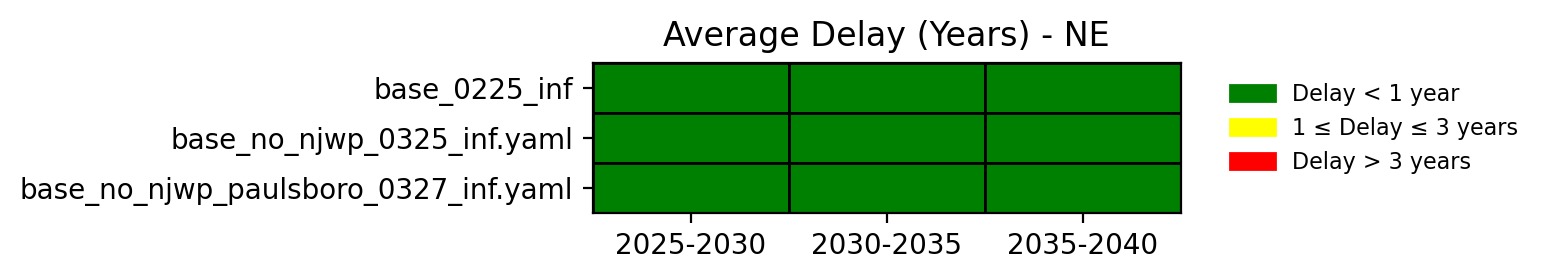 Average Delay (Years) - NE
base_0225_inf
base_no_njwp_0325_inf.yaml
base_no_njwp_paulsboro_0327_inf.yaml
2025-2030 2030-2035 2035-2040
Delay < 1 year
1 ≤ Delay ≤ 3 years
Delay > 3 years